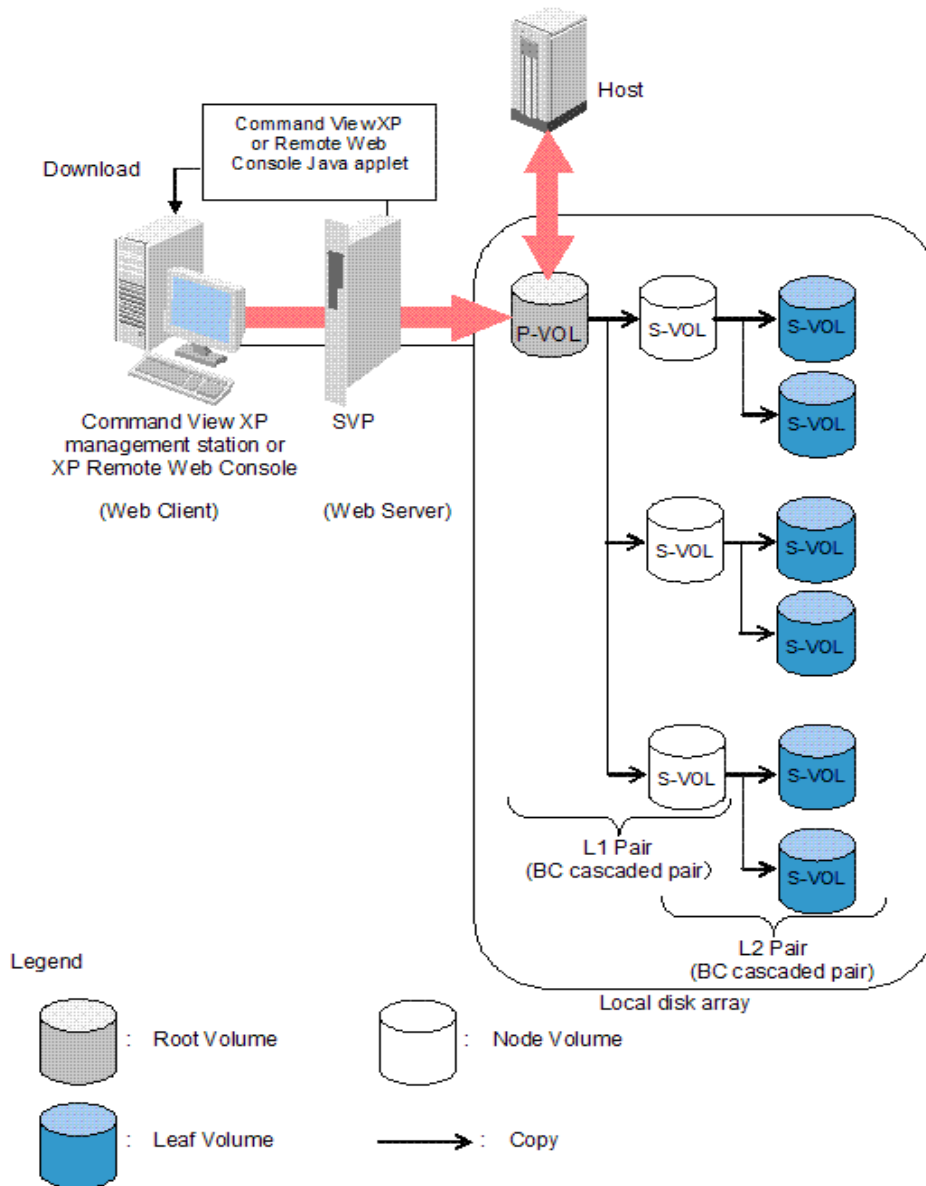 Host
Command ViewXP
or Remote Web
Console Java applet
Download
P-VOL
S-VOL
S-VOL
S-VOL
Command View XP
management station or
XP Remote Web Console
SVP
(Web Client)
(Web Server)
S-VOL
S-VOL
S-VOL
S-VOL
S-VOL
S-VOL
L1 Pair
(BC cascaded pair)
L2 Pair
(BC cascaded pair)
Local disk array
Legend
: Root Volume
: Node Volume
: Leaf Volume
: Copy